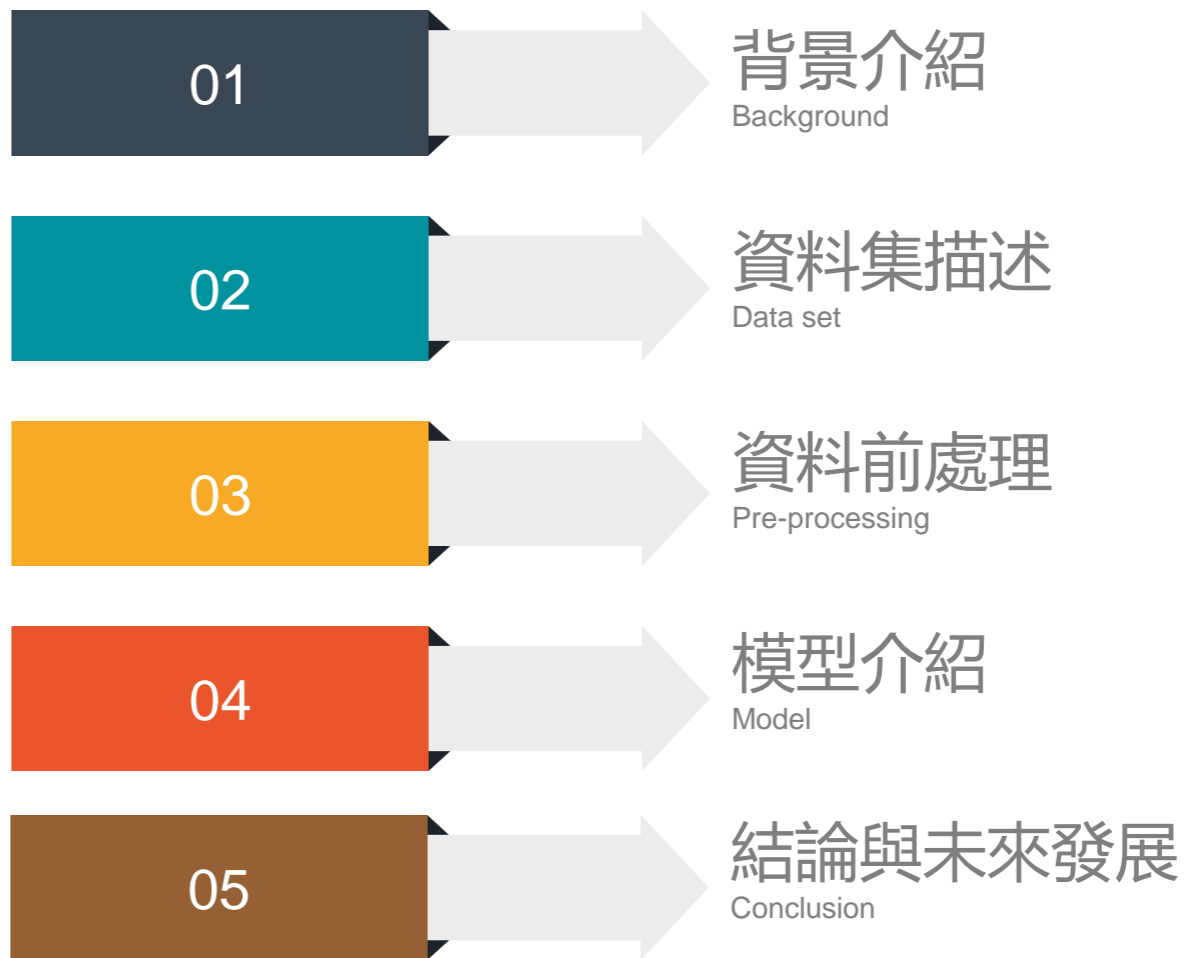 01
背景介紹
Background
02
資料集描述
Data set
03
資料前處理
Pre-processing
04
模型介紹
Model
05
結論與未來發展
Conclusion